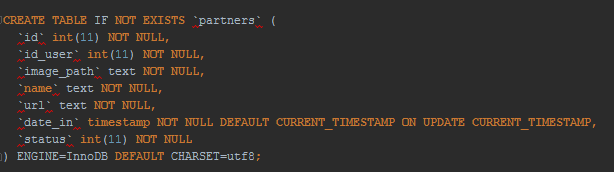 CREATE TABLE IF NOT EXISTS `partners` (
`id` int(11) NOT NULL,
`id_user` int(11) NOT NULL,
`image_path` text NOT NULL,
`name` text NOT NULL,
`url` text NOT NULL,
`date_in` timestamp NOT NULL DEFAULT CURRENT_TIMESTAMP ON UPDATE CURRENT_TIMESTAMP,
`status` int(11) NOT NULL
) ENGINE=InnoDB DEFAULT CHARSET=utf8;